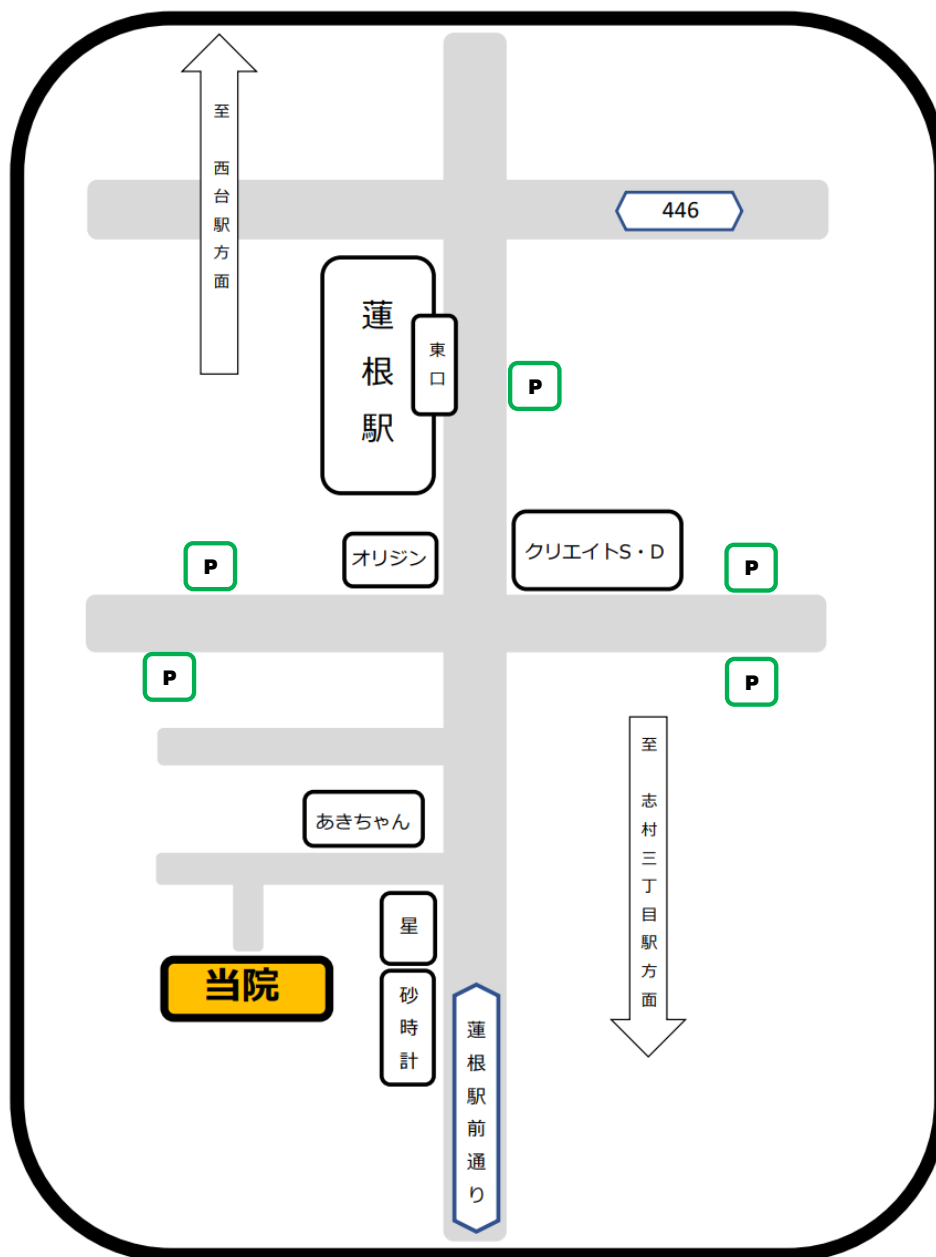 至 西台駅方面
446
蓮根駅
東口
P
クリエイトS・D
オリジン
P
P
P
P
至 志村三丁目駅方面
あきちゃん
星
当院
砂時計
蓮根駅前通り